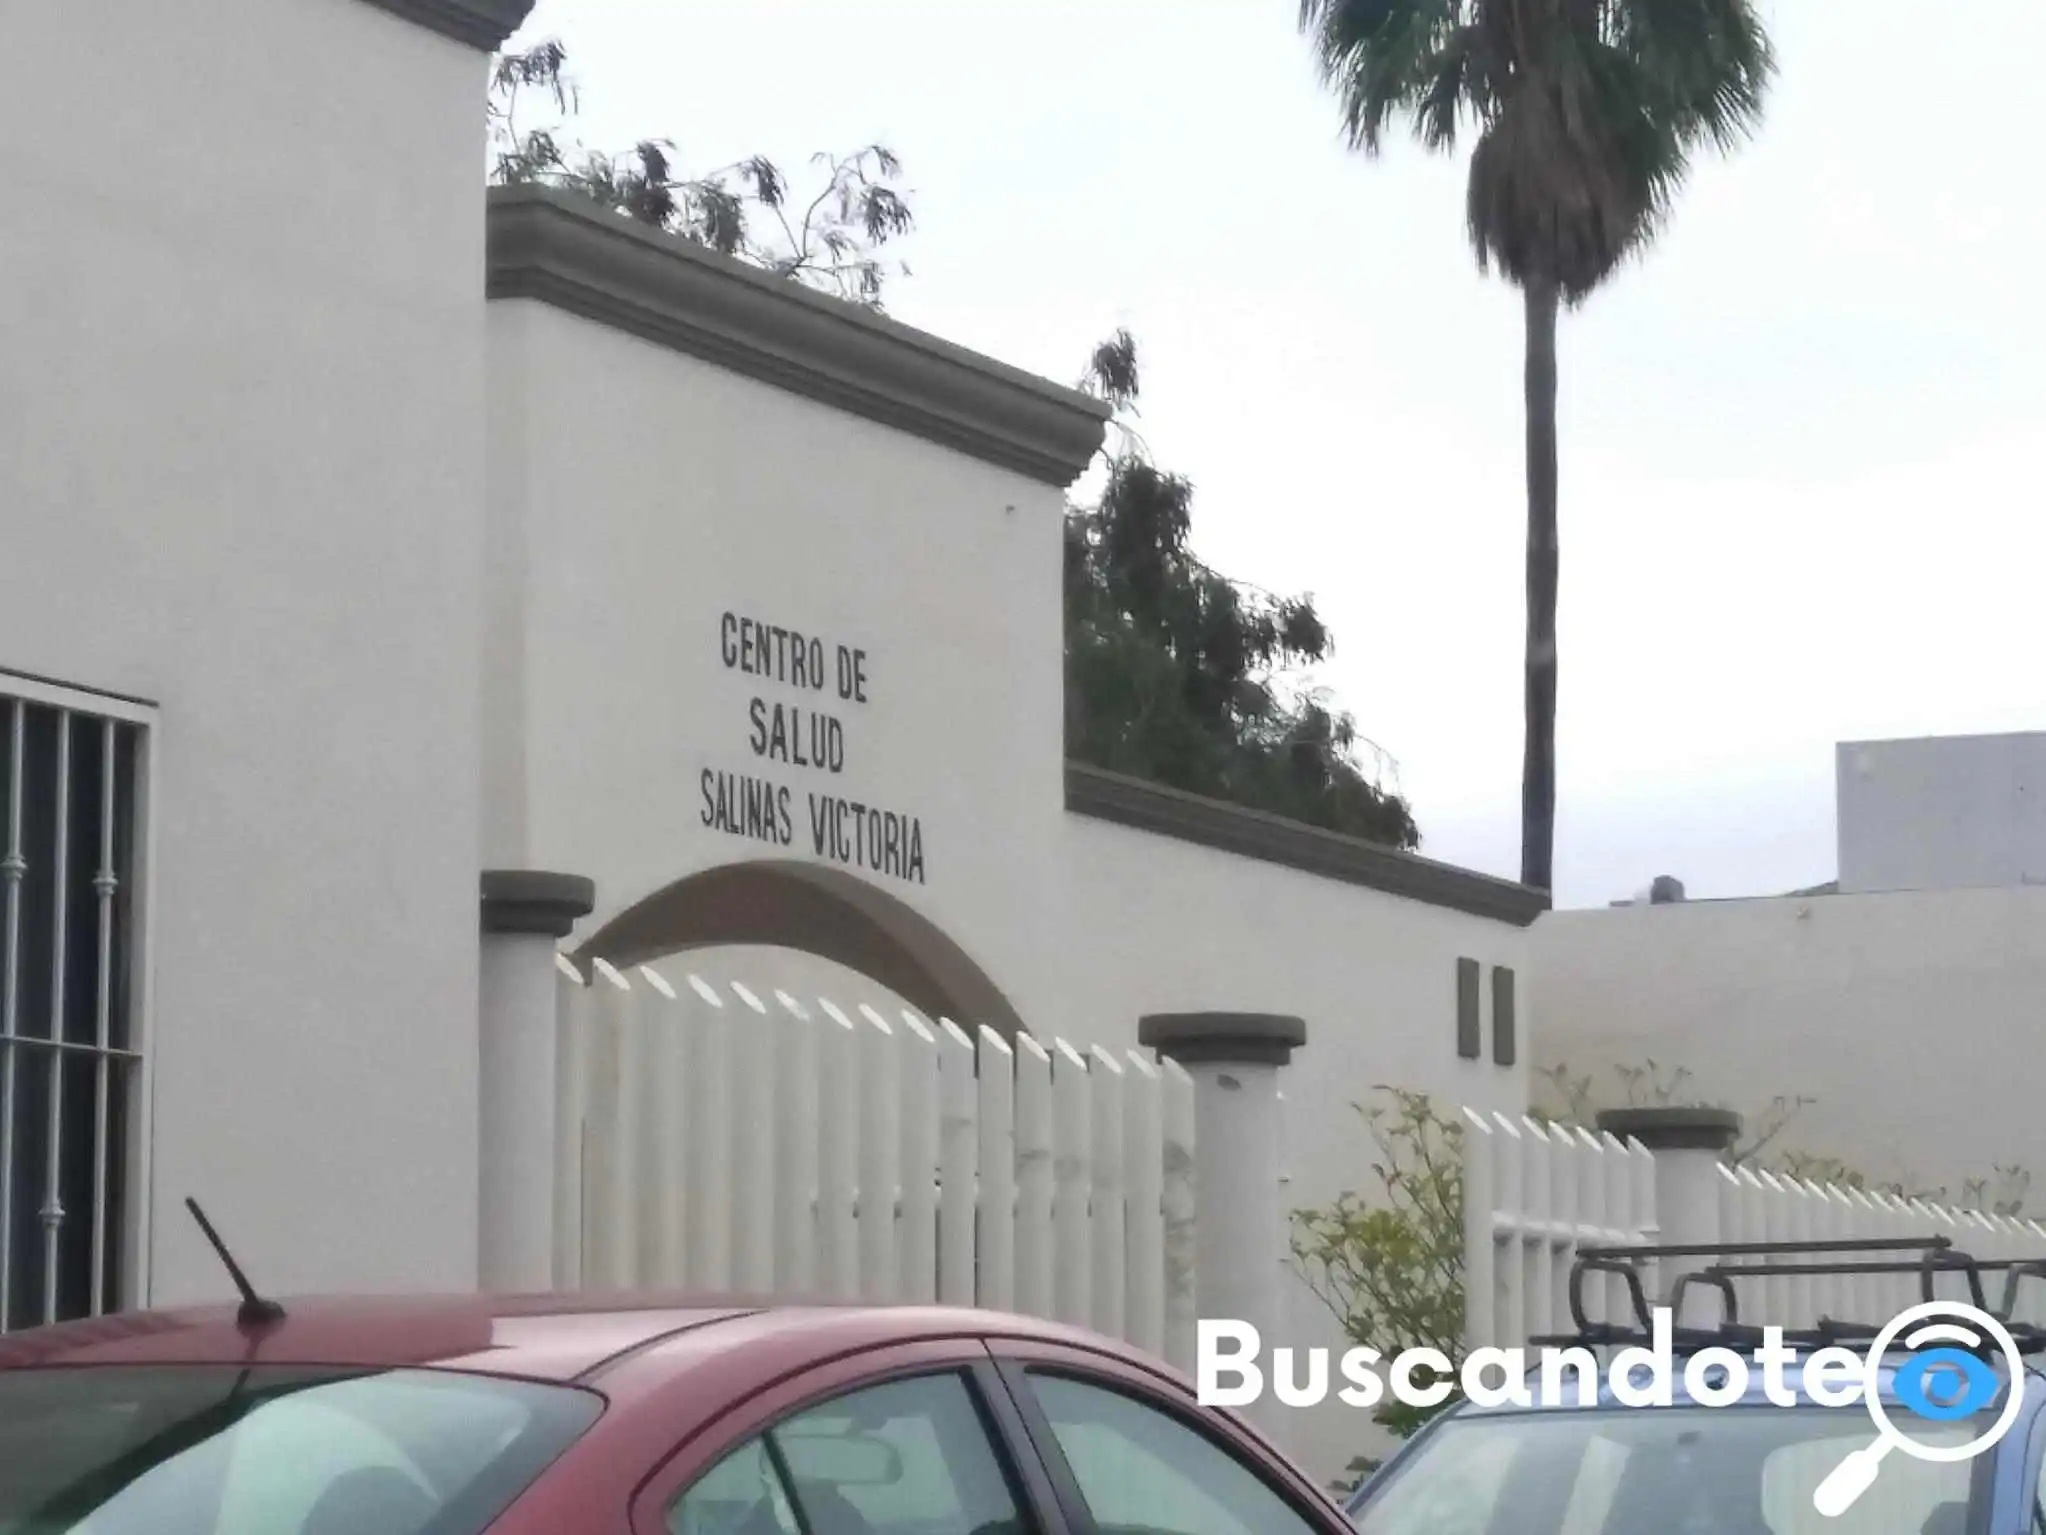 CENTRO DE
SALUD
SALINAS VICTORIA
Buscandote